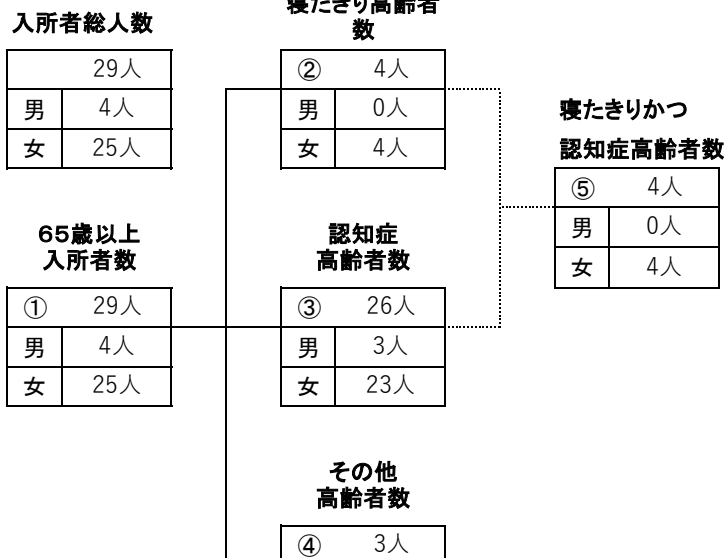 入所者総人数
29人
男 4人
女 25人
寝たきり高齢者
数
② 4人
男 0人
女 4人
寝たきりかつ
認知症高齢者数
⑤ 4人
男 0人
女 4人
65歳以上
入所者数
① 29人
男 4人
女 25人
認知症
高齢者数
③ 26人
男 3人
女 23人
その他
高齢者数
④ 3人